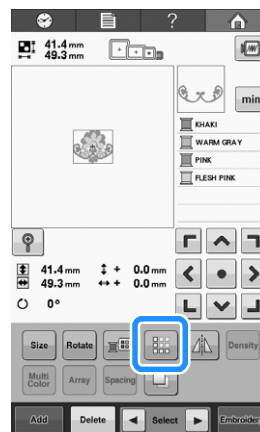 ?
41.4 mm
49.3 mm
min
KHAKI
WARM GRAY
PINK
FLESH PINK
41.4 mm + 0.0 mm
49.3 mm + 0.0 mm
0°
Size Rotate Density
Multi Color Array Spacing
Add Delete Select Embroider